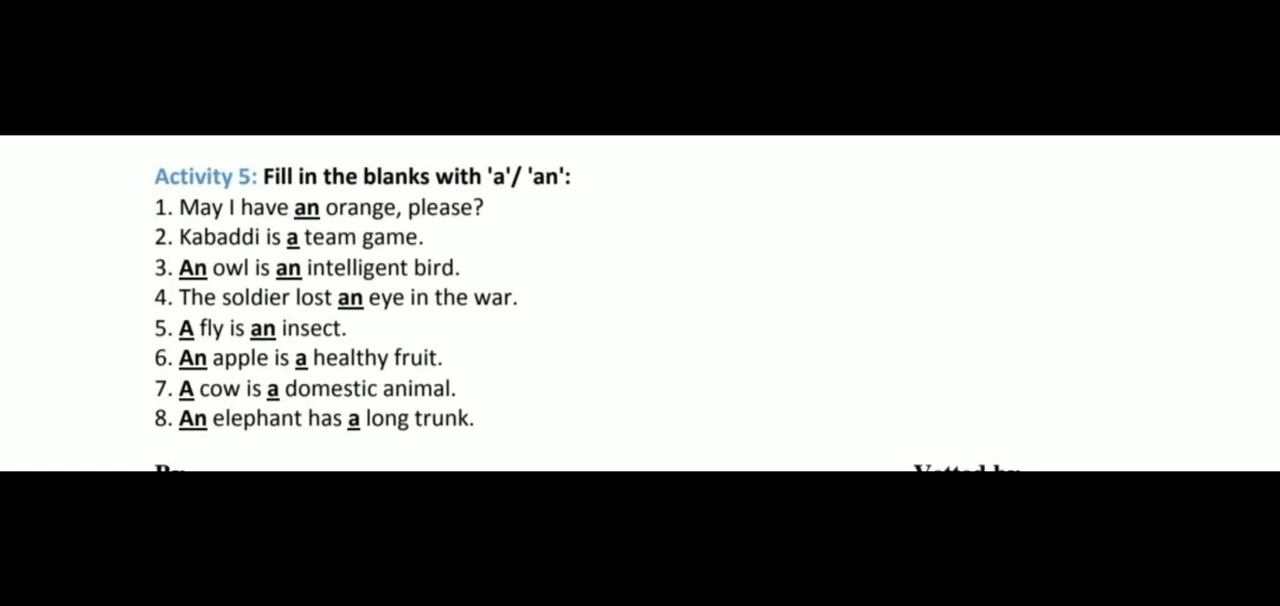 Activity 5: Fill in the blanks with 'a'/ 'an':
1. May I have an orange, please?
2. Kabaddi is a team game.
3. An owl is an intelligent bird.
4. The soldier lost an eye in the war.
5. A fly is an insect.
6. An apple is a healthy fruit.
7. A cow is a domestic animal.
8. An elephant has a long trunk.